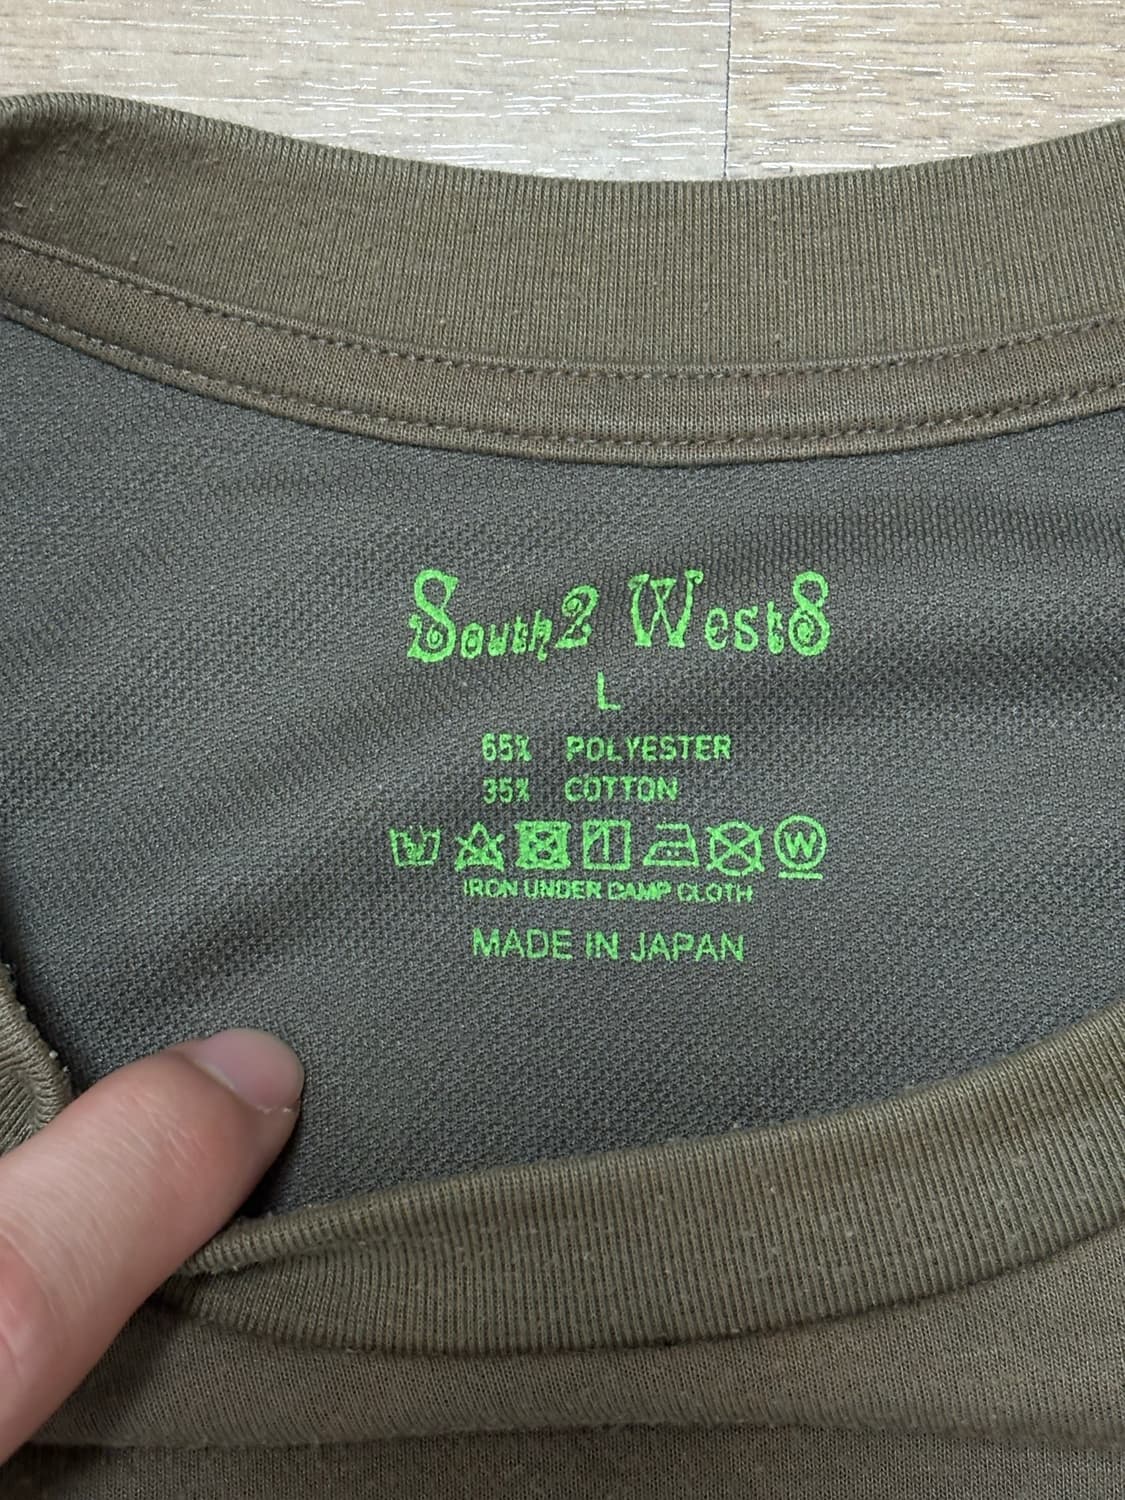 South2 West8
L
65% POLYESTER
35% COTTON
W
IRON UNDER DAMP CLOTH
MADE IN JAPAN